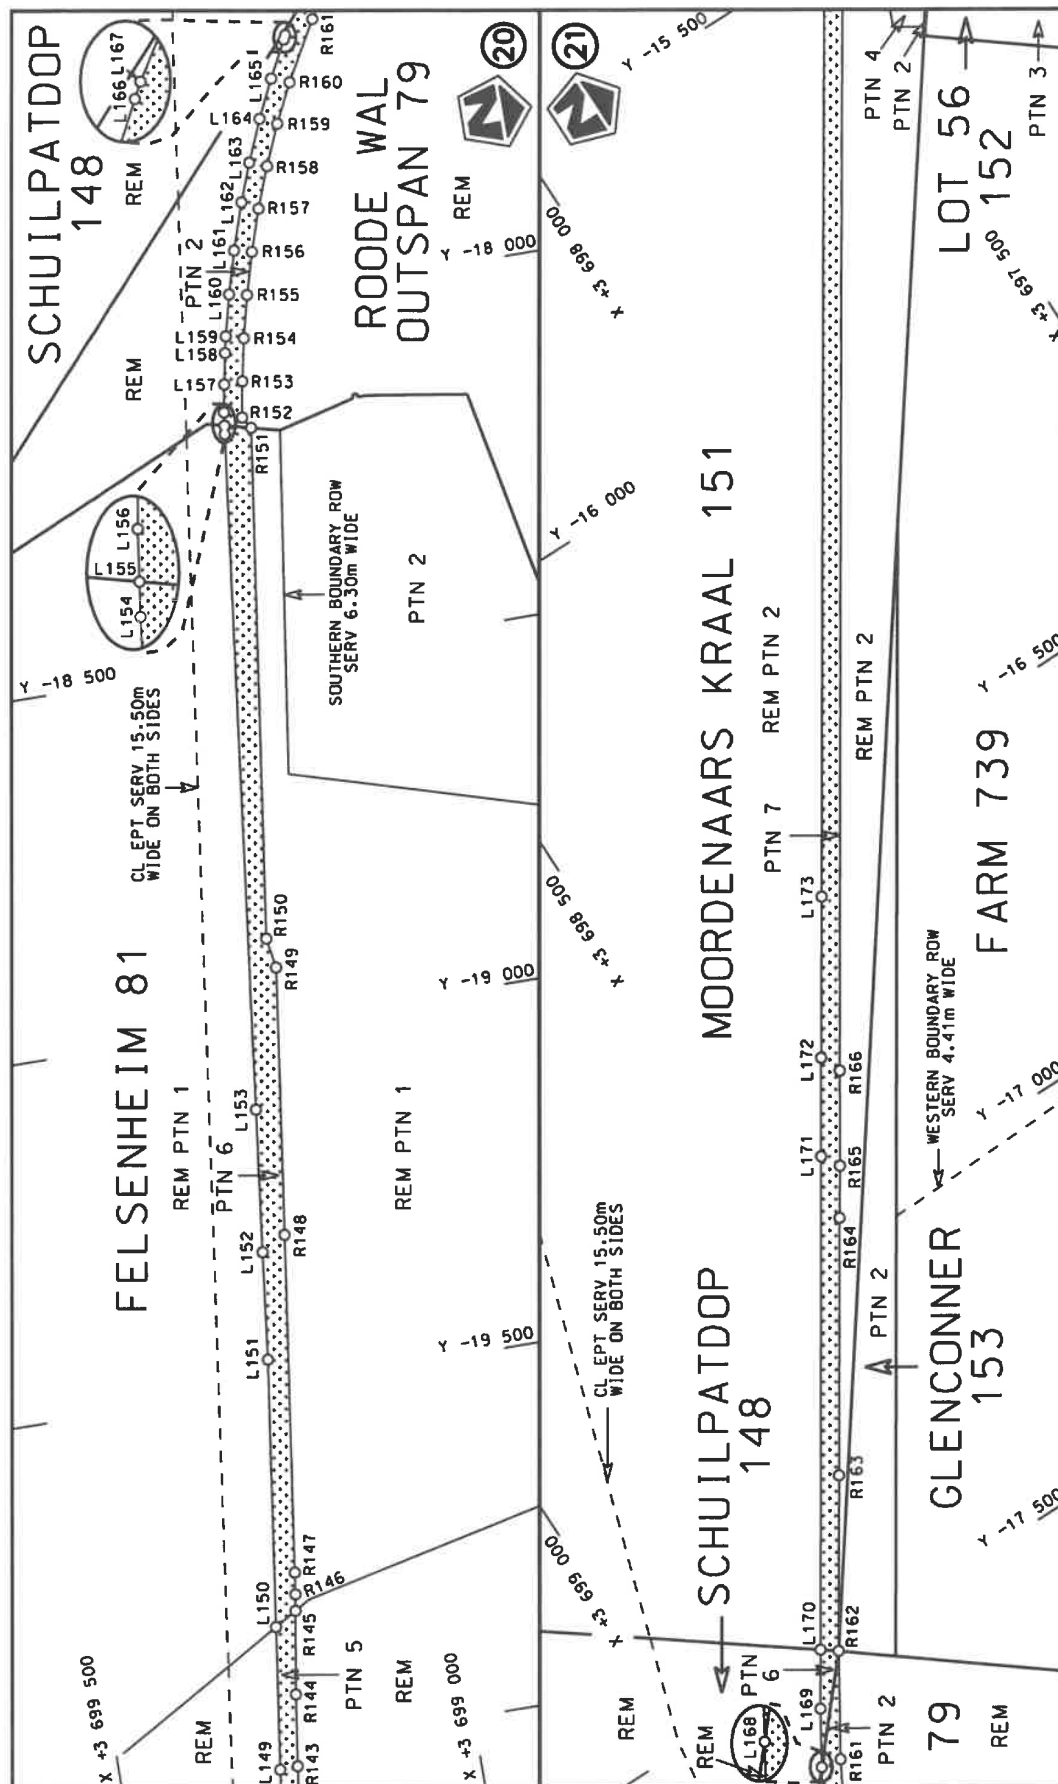 SCHUILPATDOP
148
L166
L167
REM
L165
R161
R160
L164
R159
L163
R158
L162
R157
L161
R156
PTN 2
L160
R155
L159
R154
L158
L157
R153
R152
R151
REM
ROODE WAL
OUTSPAN 79
REM
20
Y -18 000
L156
L155
L154
Y -18 500
SOUTHERN BOUNDARY ROW
SERV 6.30m WIDE
PTN 2
CL EPT SERV 15.50m
WIDE ON BOTH SIDES
FELSENHEIM 81
R150
R149
Y -19 000
L153
REM PTN 1
PTN 6
REM PTN 1
L152
R148
L151
Y -19 500
R147
R146
L150
R145
PTN 5
R144
REM
REM
L149
R143
X +3 699 500
X +3 699 000
21
Y -15 500
X +3 698 000
PTN 4
PTN 2
LOT 56
152
PTN 3
X +3 697 500
Y -16 000
MOORDENAARS KRAAL 151
REM PTN 2
PTN 7
REM PTN 2
Y -16 500
FARM 739
L173
X +3 698 500
WESTERN BOUNDARY ROW
SERV 4.41m WIDE
Y -17 000
L172
R166
L171
R165
R164
CL EPT SERV 15.50m
WIDE ON BOTH SIDES
SCHUILPATDOP
148
PTN 2
GLENCONNER
153
R163
Y -17 500
X +3 699 000
L170
R162
PTN
6
L169
REM
REM
L168
R161
PTN 2
79
REM